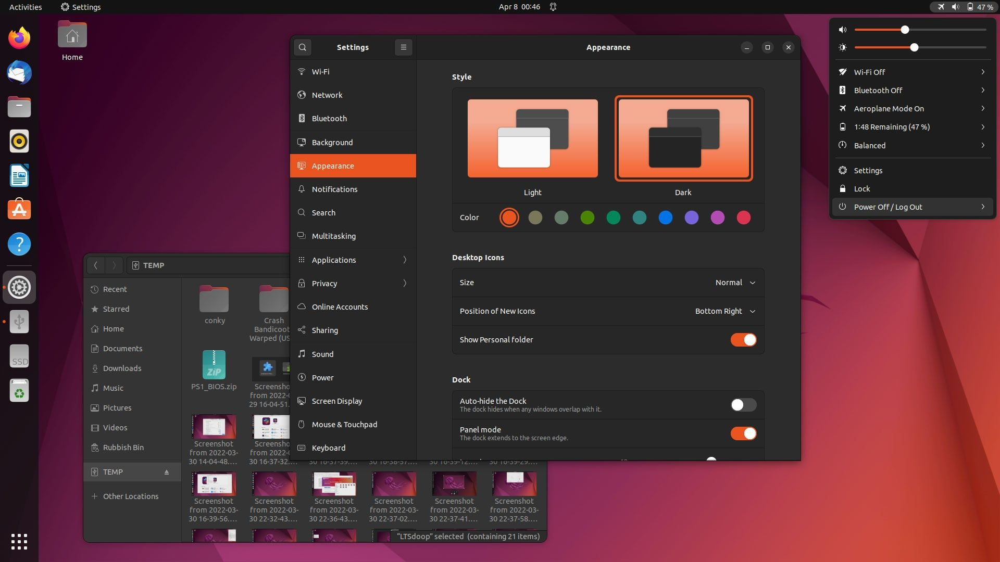 Activities
Settings
Apr 8 00:46
47 %
Home
Settings
Appearance
Wi-Fi
Network
Bluetooth
Background
Appearance
Notifications
Search
Multitasking
Applications
Privacy
Online Accounts
Sharing
Sound
Power
Screen Display
Mouse & Touchpad
Keyboard
Style
Light
Dark
Color
Desktop Icons
Size
Normal
Position of New Icons
Bottom Right
Show Personal folder
Dock
Auto-hide the Dock
The dock hides when any windows overlap with it.
Panel mode
The dock extends to the screen edge.
Wi-Fi Off
Bluetooth Off
Aeroplane Mode On
1:48 Remaining (47 %)
Balanced
Settings
Lock
Power Off / Log Out
SSD
TEMP
Recent
Starred
Home
Documents
Downloads
Music
Pictures
Videos
Rubbish Bin
TEMP
Other Locations
conky
Crash
Bandicoot
Warped (US
ZIP
PS1_BIOS.zip
Screensho
from 2022-0
29 16-04-51.
Screenshot
from 2022-03-
30 14-04-48.…
Screensho
from 2022-0
30 16-37-32.…
30 16-37-39.…
30 16-38-57.…
30 16-39-12.…
30 16-39-29.…
Screenshot
from 2022-03-
30 16-39-56.…
Screenshot
from 2022-03-
30 22-32-43.…
Screenshot
from 2022-03-
30 22-36-43.…
Screenshot
from 2022-03-
30 22-37-02.…
Screenshot
from 2022-03-
30 22-37-41.…
Screenshot
from 2022-03-
30 22-37-58.…
“LTSdoop” selected (containing 21 items)